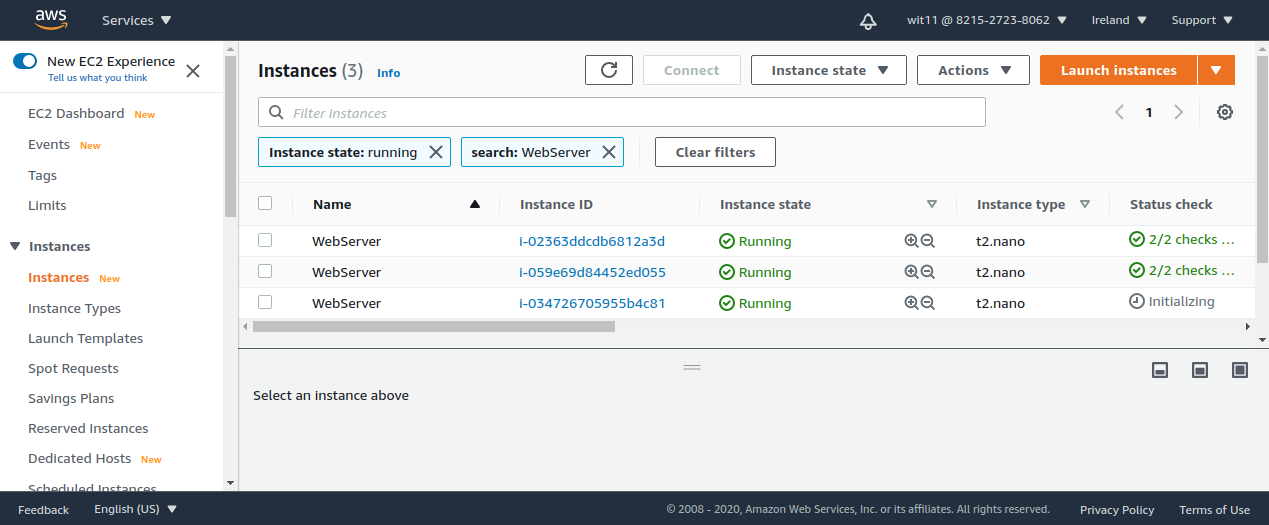 aws Services wit11 @ 8215-2723-8062 Ireland Support
New EC2 Experience
Tell us what you think
EC2 Dashboard New
Events New
Tags
Limits
Instances
Instances New
Instance Types
Launch Templates
Spot Requests
Savings Plans
Reserved Instances
Dedicated Hosts New
Scheduled Instances
Instances (3) Info Connect Instance state Actions Launch instances
Filter instances 1
Instance state: running search: WebServer Clear filters
Name Instance ID Instance state Instance type Status check
WebServer i-02363ddcdb6812a3d Running t2.nano 2/2 checks ...
WebServer i-059e69d84452ed055 Running t2.nano 2/2 checks ...
WebServer i-034726705955b4c81 Running t2.nano Initializing
Select an instance above
Feedback English (US) © 2008 - 2020, Amazon Web Services, Inc. or its affiliates. All rights reserved. Privacy Policy Terms of Use